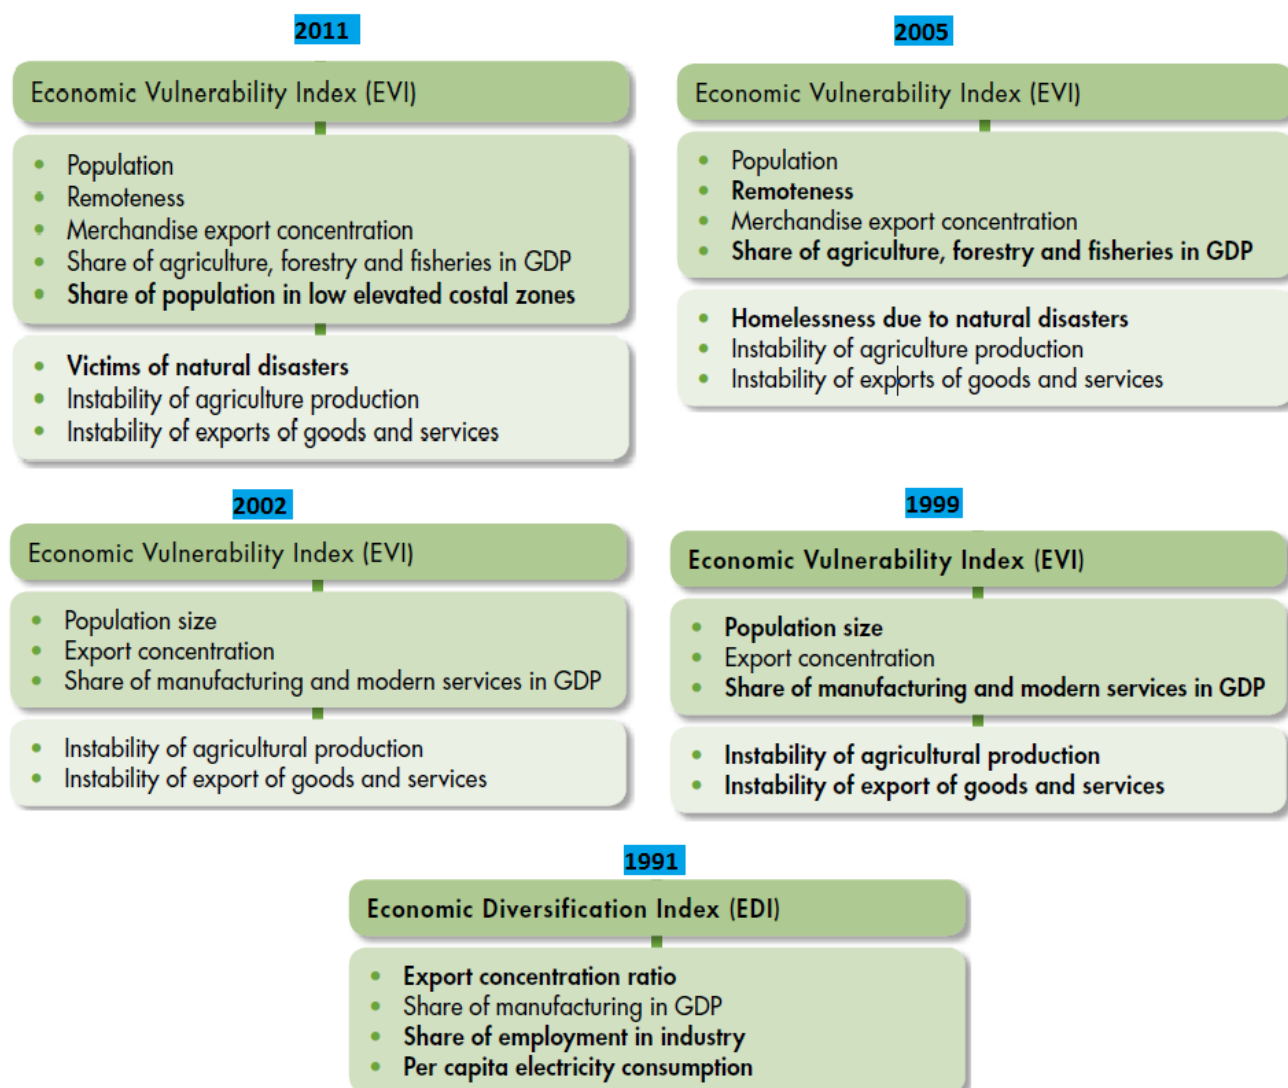 2011
Economic Vulnerability Index (EVI)
• Population
• Remoteness
• Merchandise export concentration
• Share of agriculture, forestry and fisheries in GDP
• Share of population in low elevated costal zones
• Victims of natural disasters
• Instability of agriculture production
• Instability of exports of goods and services
2005
Economic Vulnerability Index (EVI)
• Population
• Remoteness
• Merchandise export concentration
• Share of agriculture, forestry and fisheries in GDP
• Homelessness due to natural disasters
• Instability of agriculture production
• Instability of exports of goods and services
2002
Economic Vulnerability Index (EVI)
• Population size
• Export concentration
• Share of manufacturing and modern services in GDP
• Instability of agricultural production
• Instability of export of goods and services
1999
Economic Vulnerability Index (EVI)
• Population size
• Export concentration
• Share of manufacturing and modern services in GDP
• Instability of agricultural production
• Instability of export of goods and services
1991
Economic Diversification Index (EDI)
• Export concentration ratio
• Share of manufacturing in GDP
• Share of employment in industry
• Per capita electricity consumption